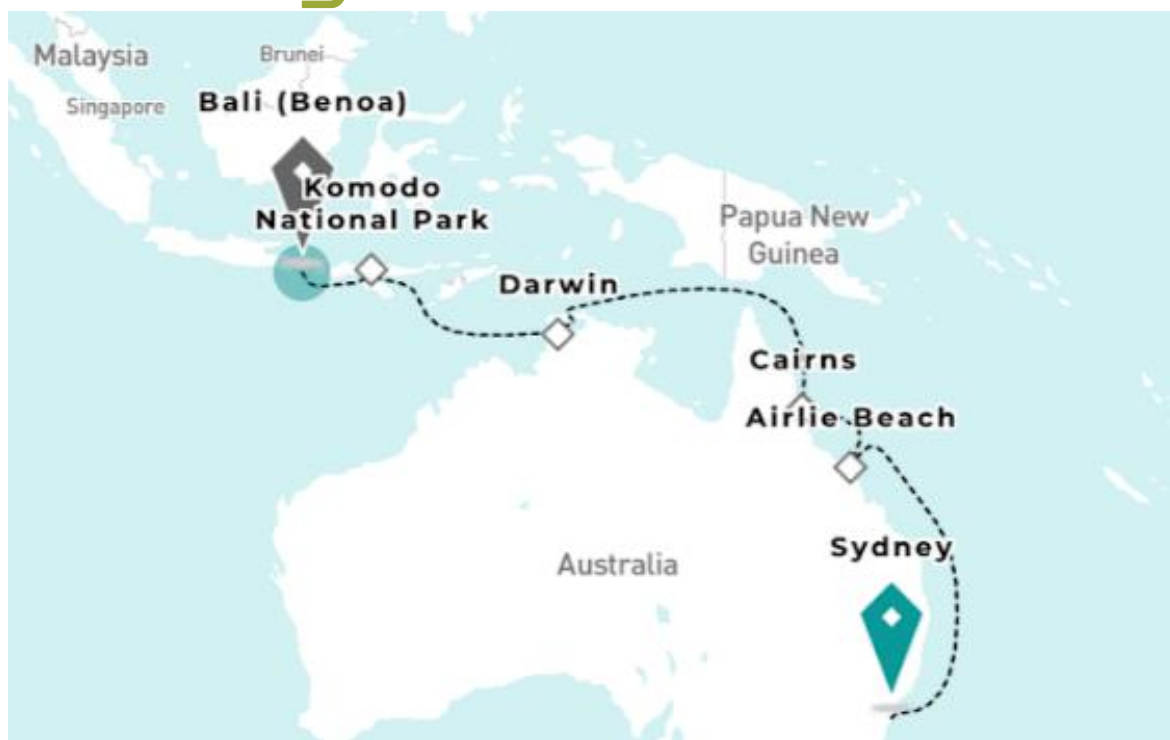 Malaysia
Brunei
Singapore
Bali (Benoa)
Komodo
National Park
Papua New
Guinea
Darwin
Cairns
Airlie Beach
Australia
Sydney